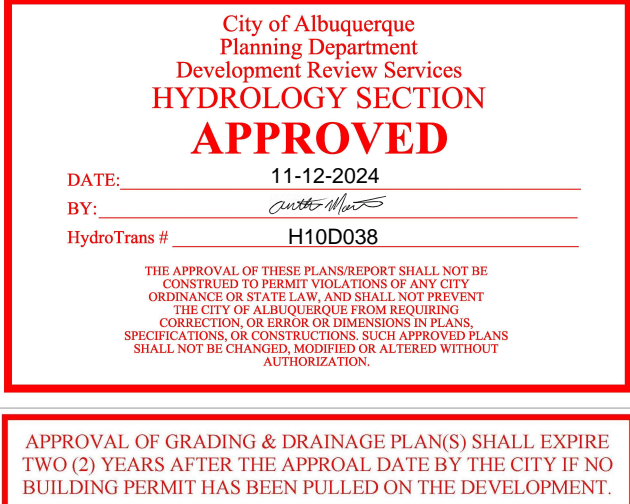 City of Albuquerque
Planning Department
Development Review Services
HYDROLOGY SECTION
APPROVED
DATE: 11-12-2024
BY:
HydroTrans # H10D038
THE APPROVAL OF THESE PLANS/REPORT SHALL NOT BE
CONSTRUED TO PERMIT VIOLATIONS OF ANY CITY
ORDINANCE OR STATE LAW, AND SHALL NOT PREVENT
THE CITY OF ALBUQUERQUE FROM REQUIRING
CORRECTION, OR ERROR OR DIMENSIONS IN PLANS,
SPECIFICATIONS, OR CONSTRUCTIONS. SUCH APPROVED PLANS
SHALL NOT BE CHANGED, MODIFIED OR ALTERED WITHOUT
AUTHORIZATION.
APPROVAL OF GRADING & DRAINAGE PLAN(S) SHALL EXPIRE
TWO (2) YEARS AFTER THE APPROAL DATE BY THE CITY IF NO
BUILDING PERMIT HAS BEEN PULLED ON THE DEVELOPMENT.